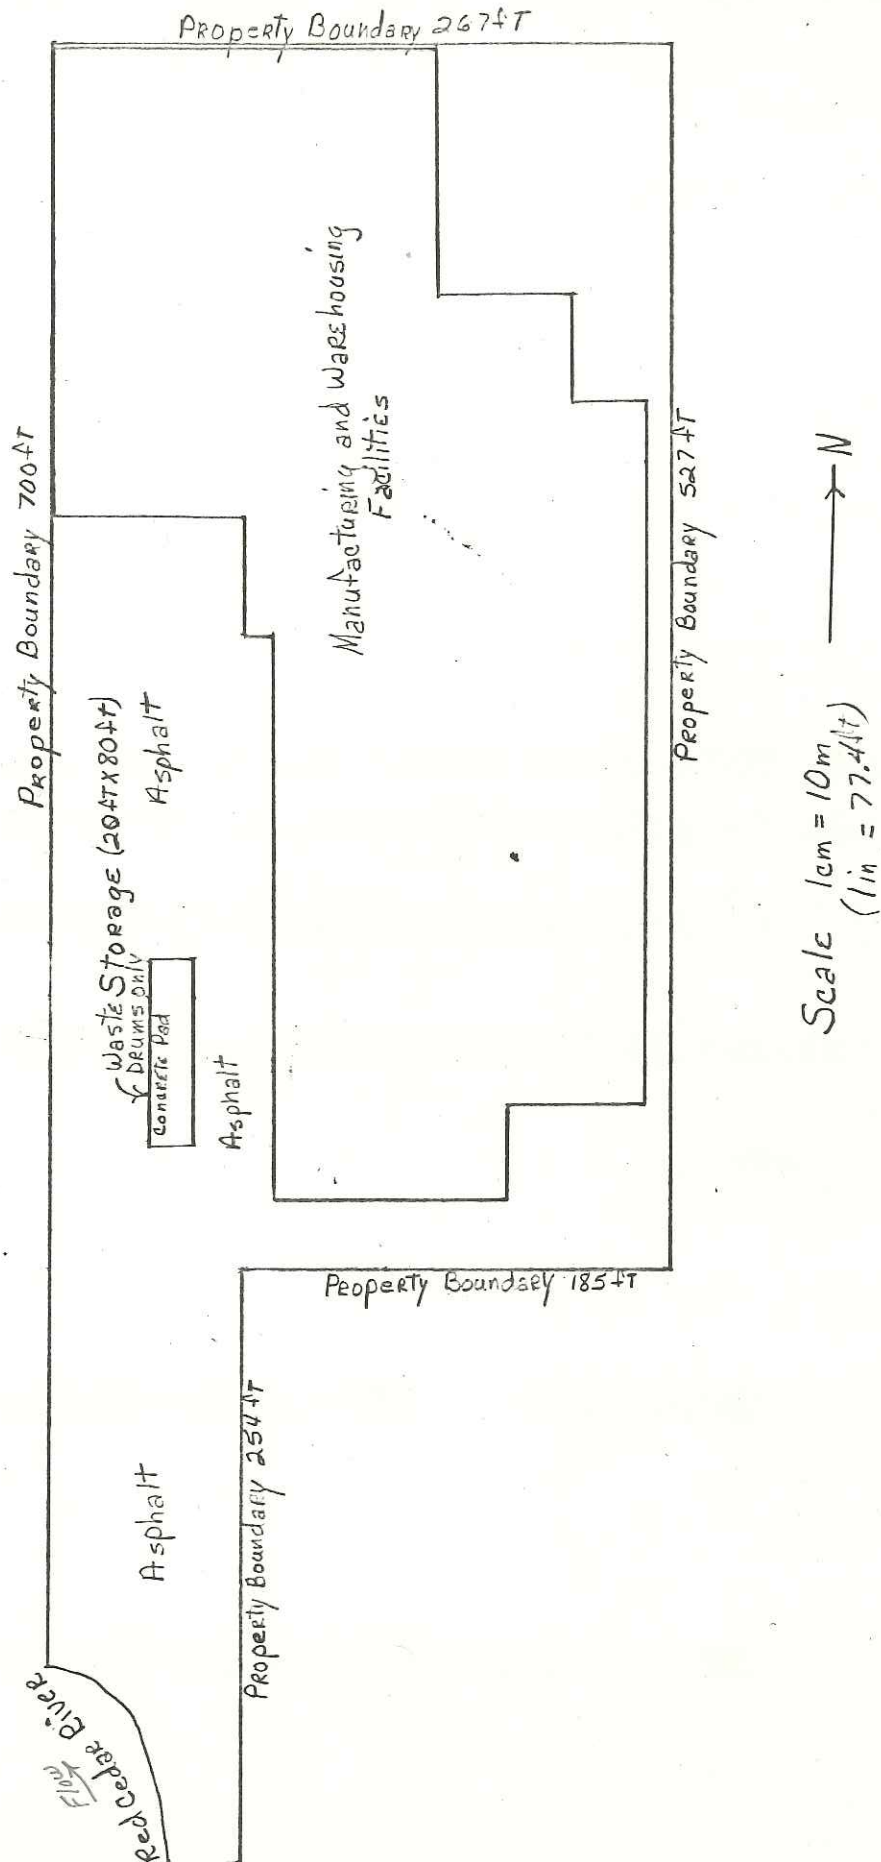 Property Boundary 267ft
Manufacturing and Warehousing
Facilities
Property Boundary 700ft
Property Boundary 527ft
N
Waste Storage (20ftX80ft)
Drums Only
Concrete Pad
Asphalt
Asphalt
Scale 1cm = 10m
(1in = 77.4ft)
Property Boundary 185ft
Property Boundary 254ft
Asphalt
Flow
Red Cedar River